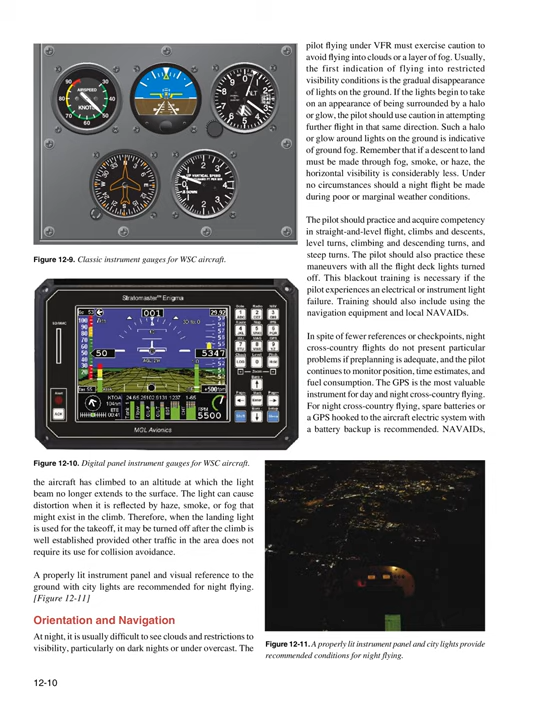 pilot flying under VFR must exercise caution to
avoid flying into clouds or a layer of fog. Usually,
the first indication of flying into restricted
visibility conditions is the gradual disappearance
of lights on the ground. If the lights begin to take
on an appearance of being surrounded by a halo
or glow, the pilot should use caution in attempting
further flight in that same direction. Such a halo
or glow around lights on the ground is indicative
of ground fog. Remember that if a descent to land
must be made through fog, smoke, or haze, the
horizontal visibility is considerably less. Under
no circumstances should a night flight be made
during poor or marginal weather conditions.
AIRSPEED
KNOTS
90
30
80
40
70
50
60
ALT
VERTICAL SPEED
Figure 12-9. Classic instrument gauges for WSC aircraft.
The pilot should practice and acquire competency
in straight-and-level flight, climbs and descents,
level turns, climbing and descending turns, and
steep turns. The pilot should also practice these
maneuvers with all the flight deck lights turned
off. This blackout training is necessary if the
pilot experiences an electrical or instrument light
failure. Training should also include using the
navigation equipment and local NAVAIDs.
In spite of fewer references or checkpoints, night
cross-country flights do not present particular
problems if preplanning is adequate, and the pilot
continues to monitor position, time estimates, and
fuel consumption. The GPS is the most valuable
instrument for day and night cross-country flying.
For night cross-country flying, spare batteries or
a GPS hooked to the aircraft electric system with
a battery backup is recommended. NAVAIDs,
Stratomaster™ Enigma
001
29.92
50
5347
KTOA
RPM
5500
MGL Avionics
Figure 12-10. Digital panel instrument gauges for WSC aircraft.
the aircraft has climbed to an altitude at which the light
beam no longer extends to the surface. The light can cause
distortion when it is reflected by haze, smoke, or fog that
might exist in the climb. Therefore, when the landing light
is used for the takeoff, it may be turned off after the climb is
well established provided other traffic in the area does not
require its use for collision avoidance.
A properly lit instrument panel and visual reference to the
ground with city lights are recommended for night flying.
[Figure 12-11]
Orientation and Navigation
At night, it is usually difficult to see clouds and restrictions to
visibility, particularly on dark nights or under overcast. The
Figure 12-11. A properly lit instrument panel and city lights provide
recommended conditions for night flying.
12-10